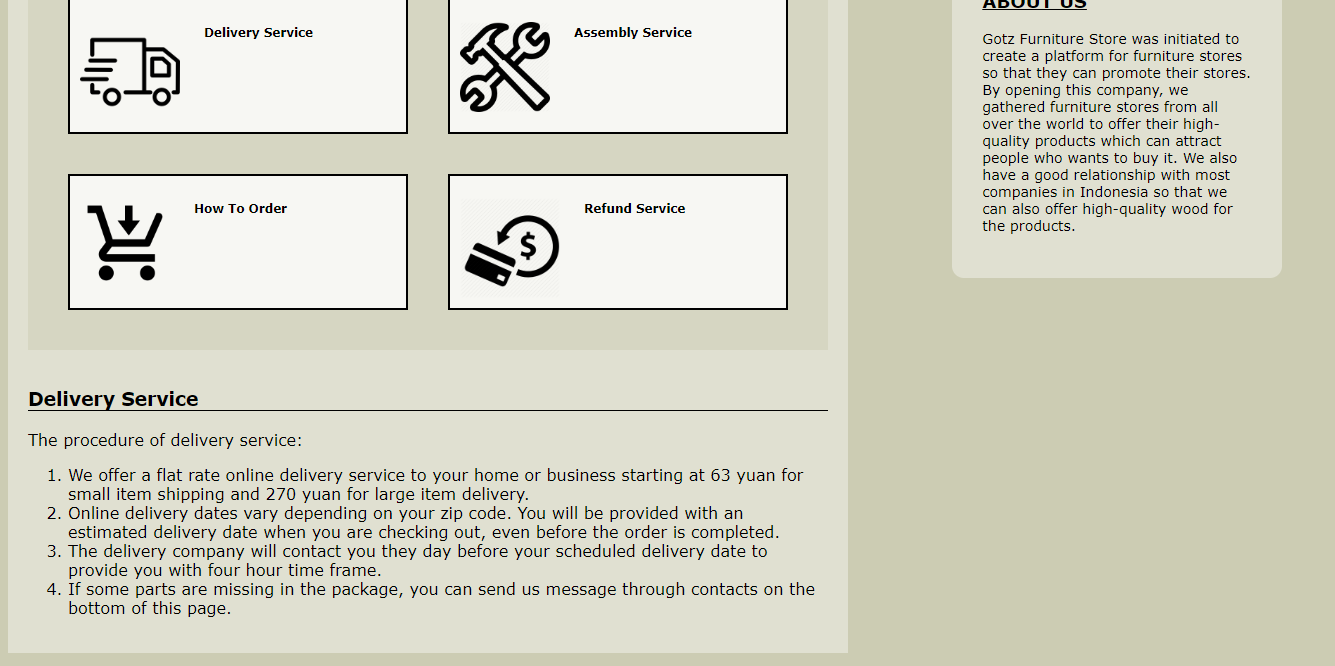 Delivery Service
Assembly Service
How To Order
Refund Service
$
Delivery Service
The procedure of delivery service:
1. We offer a flat rate online delivery service to your home or business starting at 63 yuan for
small item shipping and 270 yuan for large item delivery.
2. Online delivery dates vary depending on your zip code. You will be provided with an
estimated delivery date when you are checking out, even before the order is completed.
3. The delivery company will contact you they day before your scheduled delivery date to
provide you with four hour time frame.
4. If some parts are missing in the package, you can send us message through contacts on the
bottom of this page.
ABOUT US
Gotz Furniture Store was initiated to
create a platform for furniture stores
so that they can promote their stores.
By opening this company, we
gathered furniture stores from all
over the world to offer their high-
quality products which can attract
people who wants to buy it. We also
have a good relationship with most
companies in Indonesia so that we
can also offer high-quality wood for
the products.